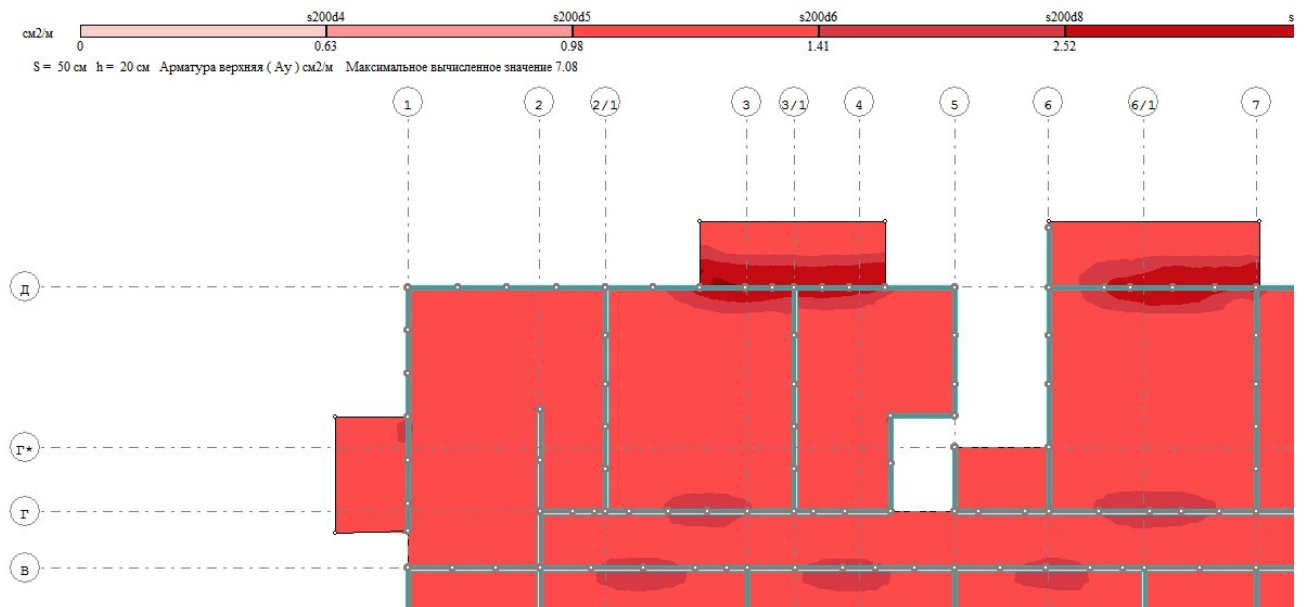 s200d4 s200d5 s200d6 s200d8 s
см2/м
0 0.63 0.98 1.41 2.52
S = 50 см h = 20 см Арматура верхняя ( Ау ) см2/м Максимальное вычисленное значение 7.08
1 2 2/1 3 3/1 4 5 6 6/1 7
Д
Г*
Г
В